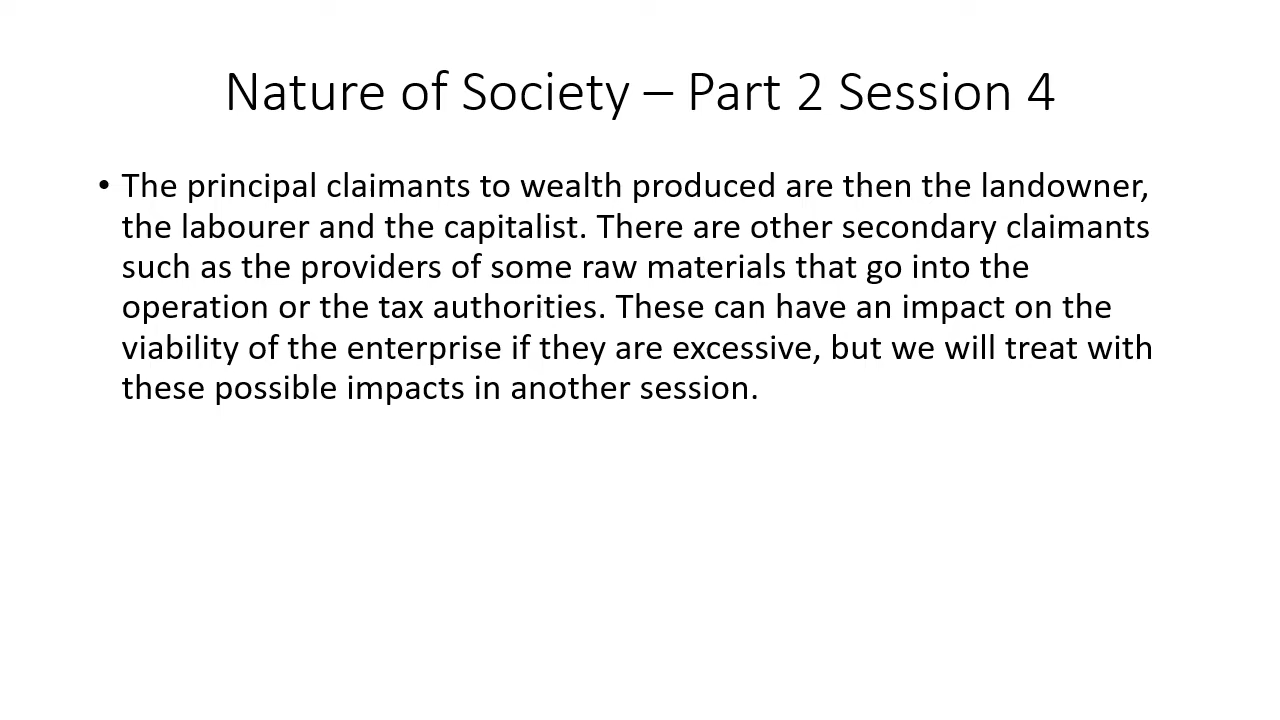 Nature of Society – Part 2 Session 4
• The principal claimants to wealth produced are then the landowner,
the labourer and the capitalist. There are other secondary claimants
such as the providers of some raw materials that go into the
operation or the tax authorities. These can have an impact on the
viability of the enterprise if they are excessive, but we will treat with
these possible impacts in another session.